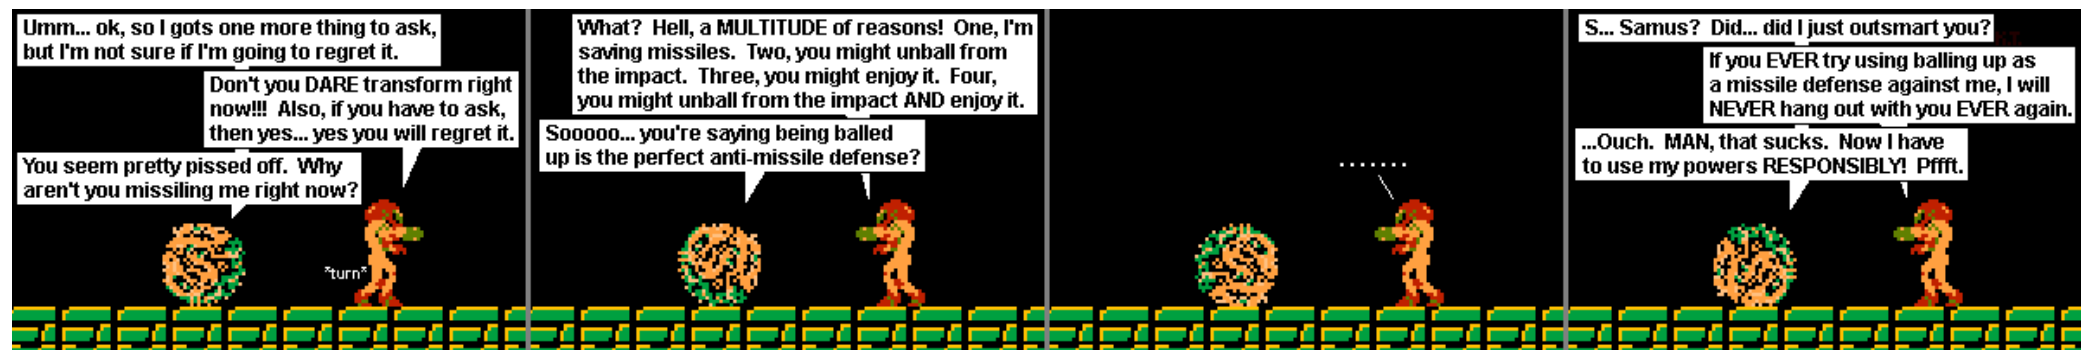 Umm... ok, so I gots one more thing to ask,
but I'm not sure if I'm going to regret it.
Don't you DARE transform right
now!!! Also, if you have to ask,
then yes... yes you will regret it.
You seem pretty pissed off. Why
aren't you missiling me right now?
*turn*
What? Hell, a MULTITUDE of reasons! One, I'm
saving missiles. Two, you might unball from
the impact. Three, you might enjoy it. Four,
you might unball from the impact AND enjoy it.
Sooooo... you're saying being balled
up is the perfect anti-missile defense?
.......
S... Samus? Did... did I just outsmart you?
If you EVER try using balling up as
a missile defense against me, I will
NEVER hang out with you EVER again.
...Ouch. MAN, that sucks. Now I have
to use my powers RESPONSIBLY! Pffft.